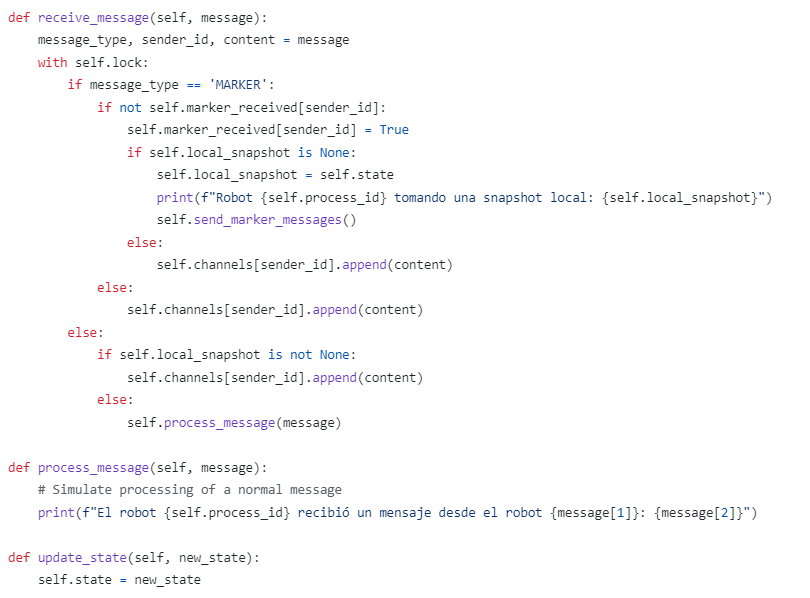 def receive_message(self, message):
    message_type, sender_id, content = message
    with self.lock:
        if message_type == 'MARKER':
            if not self.marker_received[sender_id]:
                self.marker_received[sender_id] = True
                if self.local_snapshot is None:
                    self.local_snapshot = self.state
                    print(f"Robot {self.process_id} tomando una snapshot local: {self.local_snapshot}")
                    self.send_marker_messages()
                else:
                    self.channels[sender_id].append(content)
            else:
                self.channels[sender_id].append(content)
        else:
            if self.local_snapshot is not None:
                self.channels[sender_id].append(content)
            else:
                self.process_message(message)

def process_message(self, message):
    # Simulate processing of a normal message
    print(f"El robot {self.process_id} recibió un mensaje desde el robot {message[1]}: {message[2]}")

def update_state(self, new_state):
    self.state = new_state